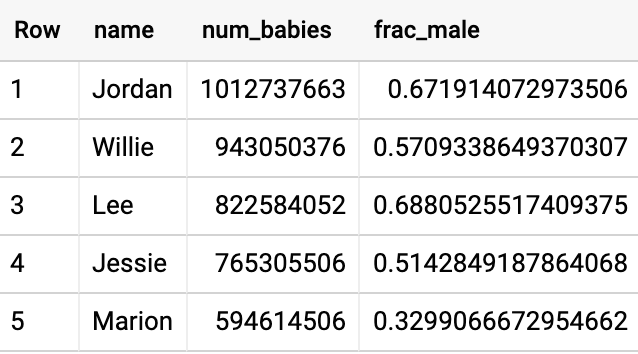 Row name num_babies frac_male
1 Jordan 1012737663 0.671914072973506
2 Willie 943050376 0.5709338649370307
3 Lee 822584052 0.6880525517409375
4 Jessie 765305506 0.5142849187864068
5 Marion 594614506 0.3299066672954662